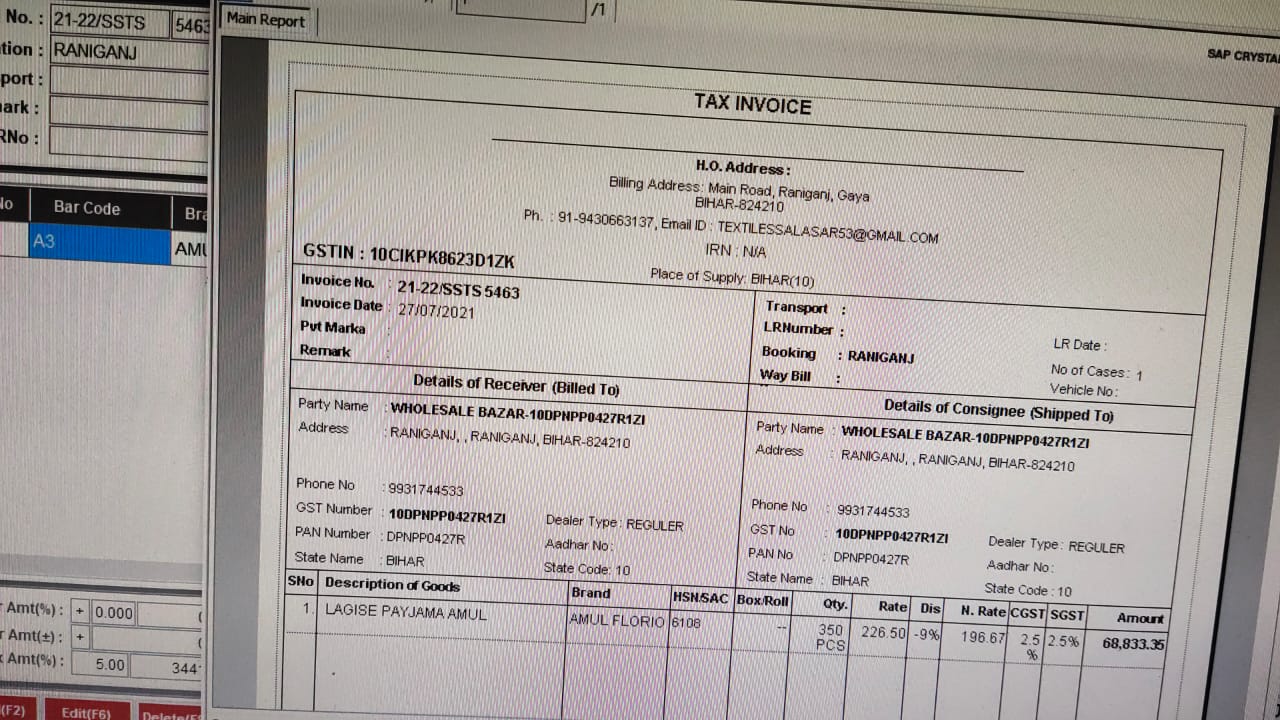 No. : 21-22/SSTS 5463
tion : RANIGANJ
port :
ark :
RNo :
No Bar Code Bra
A3 AMU
Amt(%) : + 0.000
r Amt(±) : +
x Amt(%) : 5.00 344
(F2) Edit(F6) Delete(F8
Main Report
/1
SAP CRYSTA
TAX INVOICE
H.O. Address :
Billing Address: Main Road, Raniganj, Gaya
BIHAR-824210
Ph. : 91-9430663137, Email ID : TEXTILESSALASAR53@GMAIL.COM
IRN : N/A
GSTIN : 10CIKPK8623D1ZK
Place of Supply: BIHAR(10)
Invoice No. : 21-22/SSTS 5463
Invoice Date : 27/07/2021
Pvt Marka :
Remark :
Transport :
LRNumber :
LR Date :
Booking : RANIGANJ
No of Cases : 1
Way Bill :
Vehicle No :
Details of Receiver (Billed To)
Party Name : WHOLESALE BAZAR-10DPNPP0427R1ZI
Address : RANIGANJ, , RANIGANJ, BIHAR-824210
Phone No : 9931744533
GST Number : 10DPNPP0427R1ZI Dealer Type : REGULER
PAN Number : DPNPP0427R Aadhar No :
State Name : BIHAR State Code : 10
Details of Consignee (Shipped To)
Party Name : WHOLESALE BAZAR-10DPNPP0427R1ZI
Address : RANIGANJ, , RANIGANJ, BIHAR-824210
Phone No : 9931744533
GST No : 10DPNPP0427R1ZI Dealer Type : REGULER
PAN No : DPNPP0427R Aadhar No :
State Name : BIHAR State Code : 10
SNo Description of Goods Brand HSN/SAC Box/Roll Qty. Rate Dis N. Rate CGST SGST Amount
1. LAGISE PAYJAMA AMUL AMUL FLORIO 6108 -- 350 PCS 226.50 -9% 196.67 2.5 % 2.5% 68,833.35